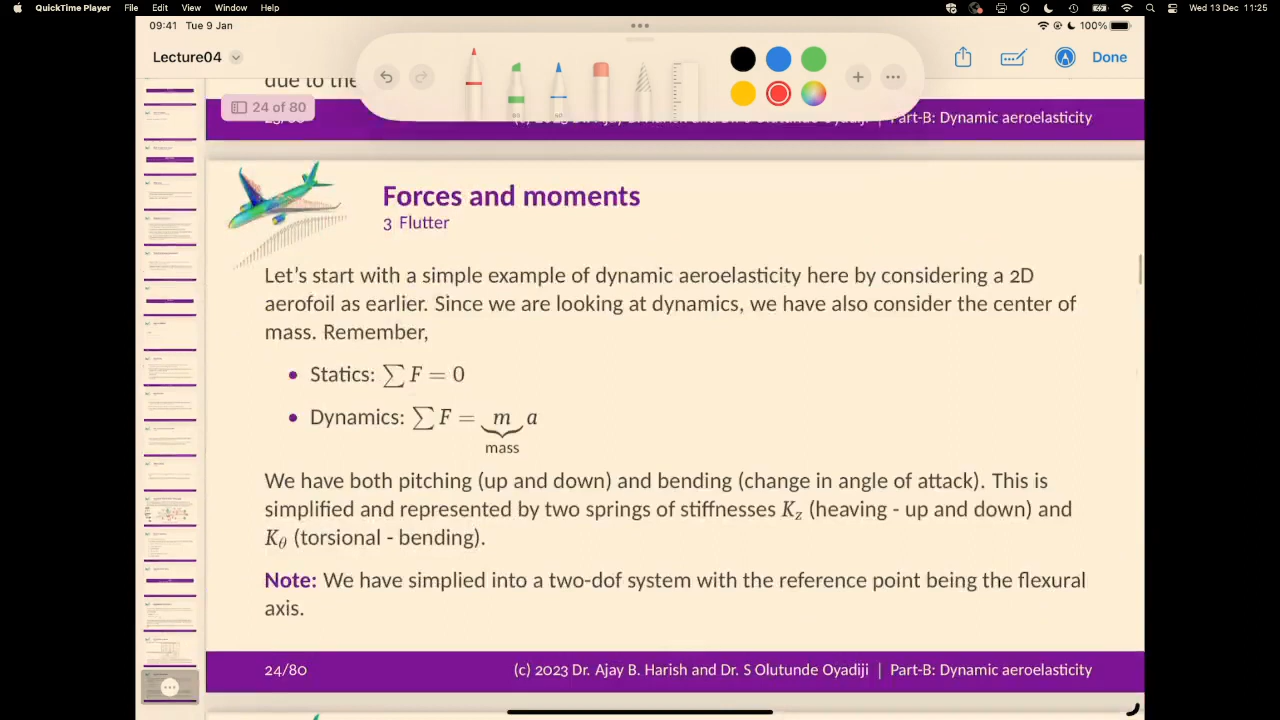 QuickTime Player File Edit View Window Help Wed 13 Dec 11:25
09:41 Tue 9 Jan 100%
Lecture04 Done
due to the
24 of 80
Part-B: Dynamic aeroelasticity
Forces and moments
3 Flutter
Let's start with a simple example of dynamic aeroelasticity here by considering a 2D
aerofoil as earlier. Since we are looking at dynamics, we have also consider the center of
mass. Remember,
• Statics: ∑ F = 0
• Dynamics: ∑ F = m a
mass
We have both pitching (up and down) and bending (change in angle of attack). This is
simplified and represented by two springs of stiffnesses K_z (heaving - up and down) and
K_θ (torsional - bending).
Note: We have simplied into a two-dof system with the reference point being the flexural
axis.
24/80 (c) 2023 Dr. Ajay B. Harish and Dr. S Olutunde Oyadiji | Part-B: Dynamic aeroelasticity